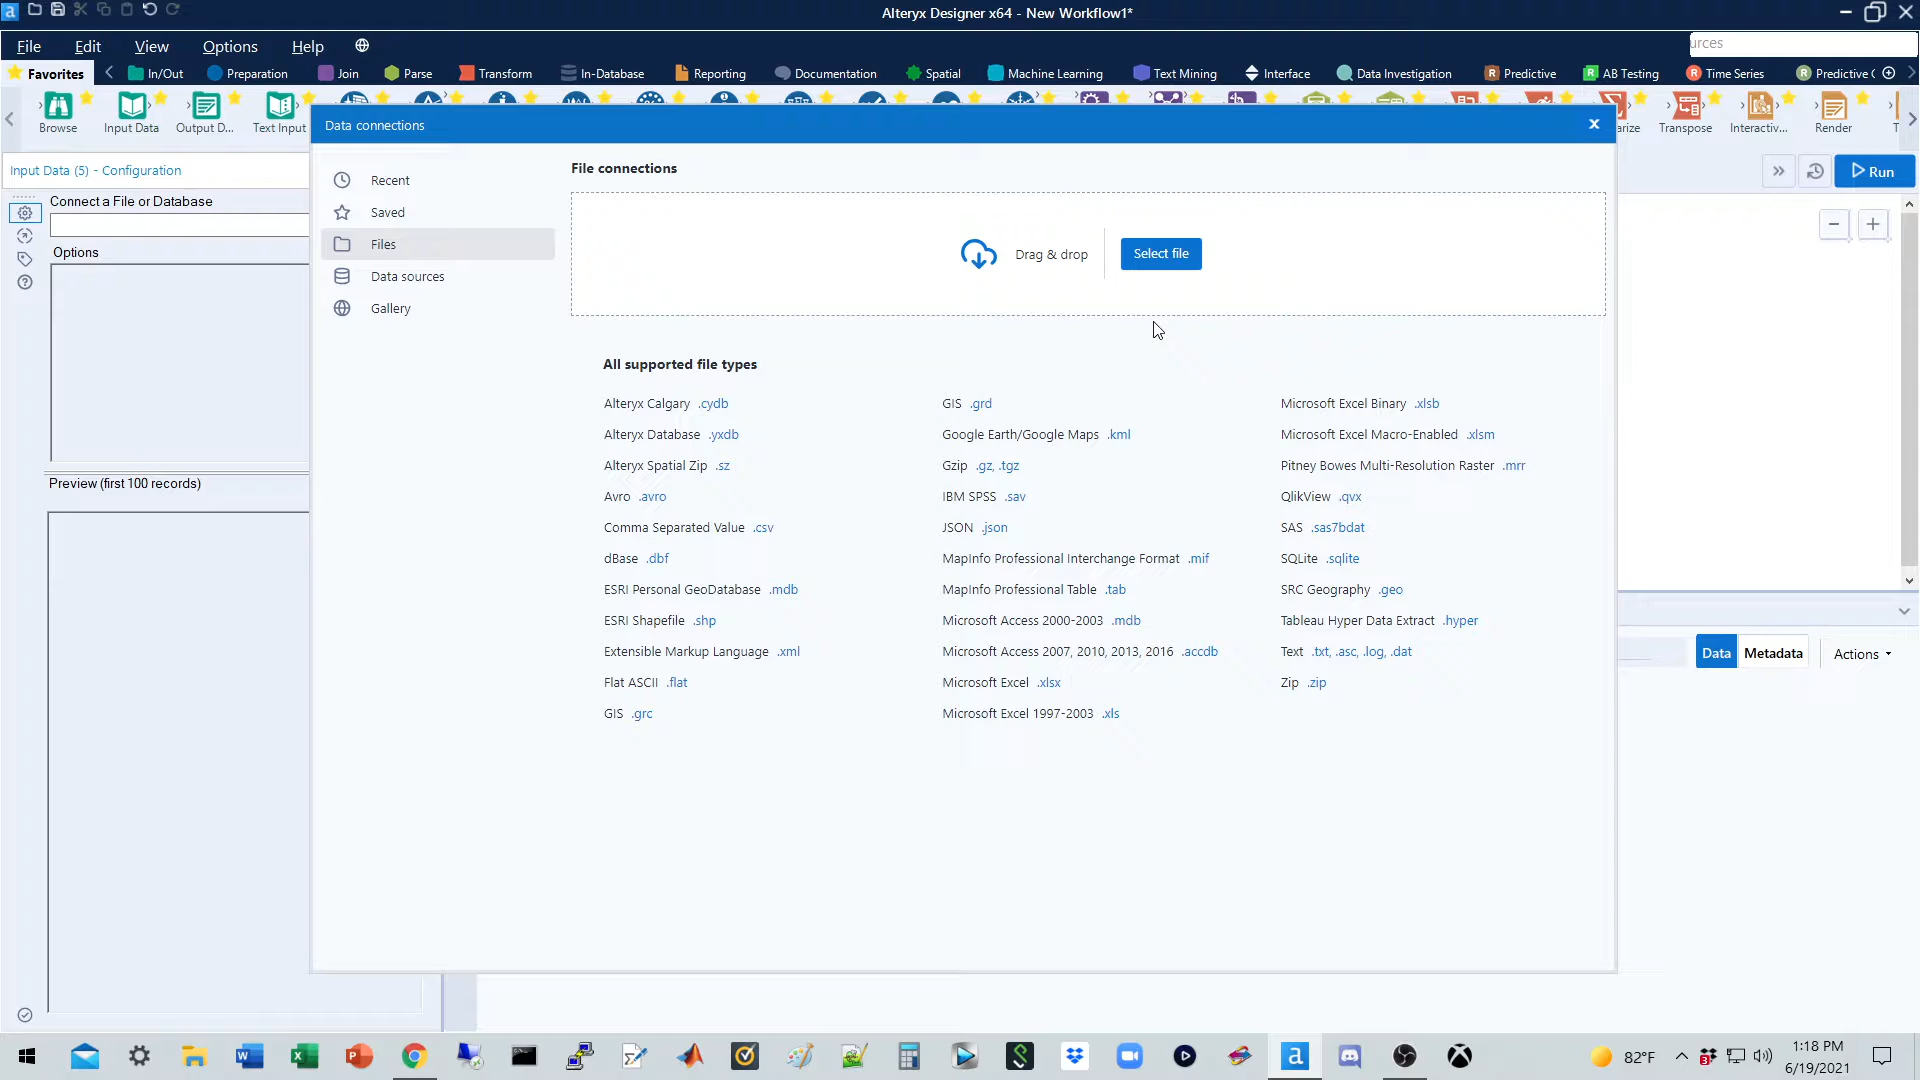 Alteryx Designer x64 - New Workflow1*
File Edit View Options Help
urces
Favorites In/Out Preparation Join Parse Transform In-Database Reporting Documentation Spatial Machine Learning Text Mining Interface Data Investigation Predictive AB Testing Time Series Predictive
Browse Input Data Output D... Text Input arize Transpose Interactiv... Render
Data connections
Input Data (5) - Configuration
Run
Connect a File or Database
Options
Preview (first 100 records)
Recent
Saved
Files
Data sources
Gallery
File connections
Drag & drop Select file
All supported file types
Alteryx Calgary .cydb
Alteryx Database .yxdb
Alteryx Spatial Zip .sz
Avro .avro
Comma Separated Value .csv
dBase .dbf
ESRI Personal GeoDatabase .mdb
ESRI Shapefile .shp
Extensible Markup Language .xml
Flat ASCII .flat
GIS .grc
GIS .grd
Google Earth/Google Maps .kml
Gzip .gz, .tgz
IBM SPSS .sav
JSON .json
MapInfo Professional Interchange Format .mif
MapInfo Professional Table .tab
Microsoft Access 2000-2003 .mdb
Microsoft Access 2007, 2010, 2013, 2016 .accdb
Microsoft Excel .xlsx
Microsoft Excel 1997-2003 .xls
Microsoft Excel Binary .xlsb
Microsoft Excel Macro-Enabled .xlsm
Pitney Bowes Multi-Resolution Raster .mrr
QlikView .qvx
SAS .sas7bdat
SQLite .sqlite
SRC Geography .geo
Tableau Hyper Data Extract .hyper
Text .txt, .asc, .log, .dat
Zip .zip
Data Metadata Actions
82°F
1:18 PM
6/19/2021